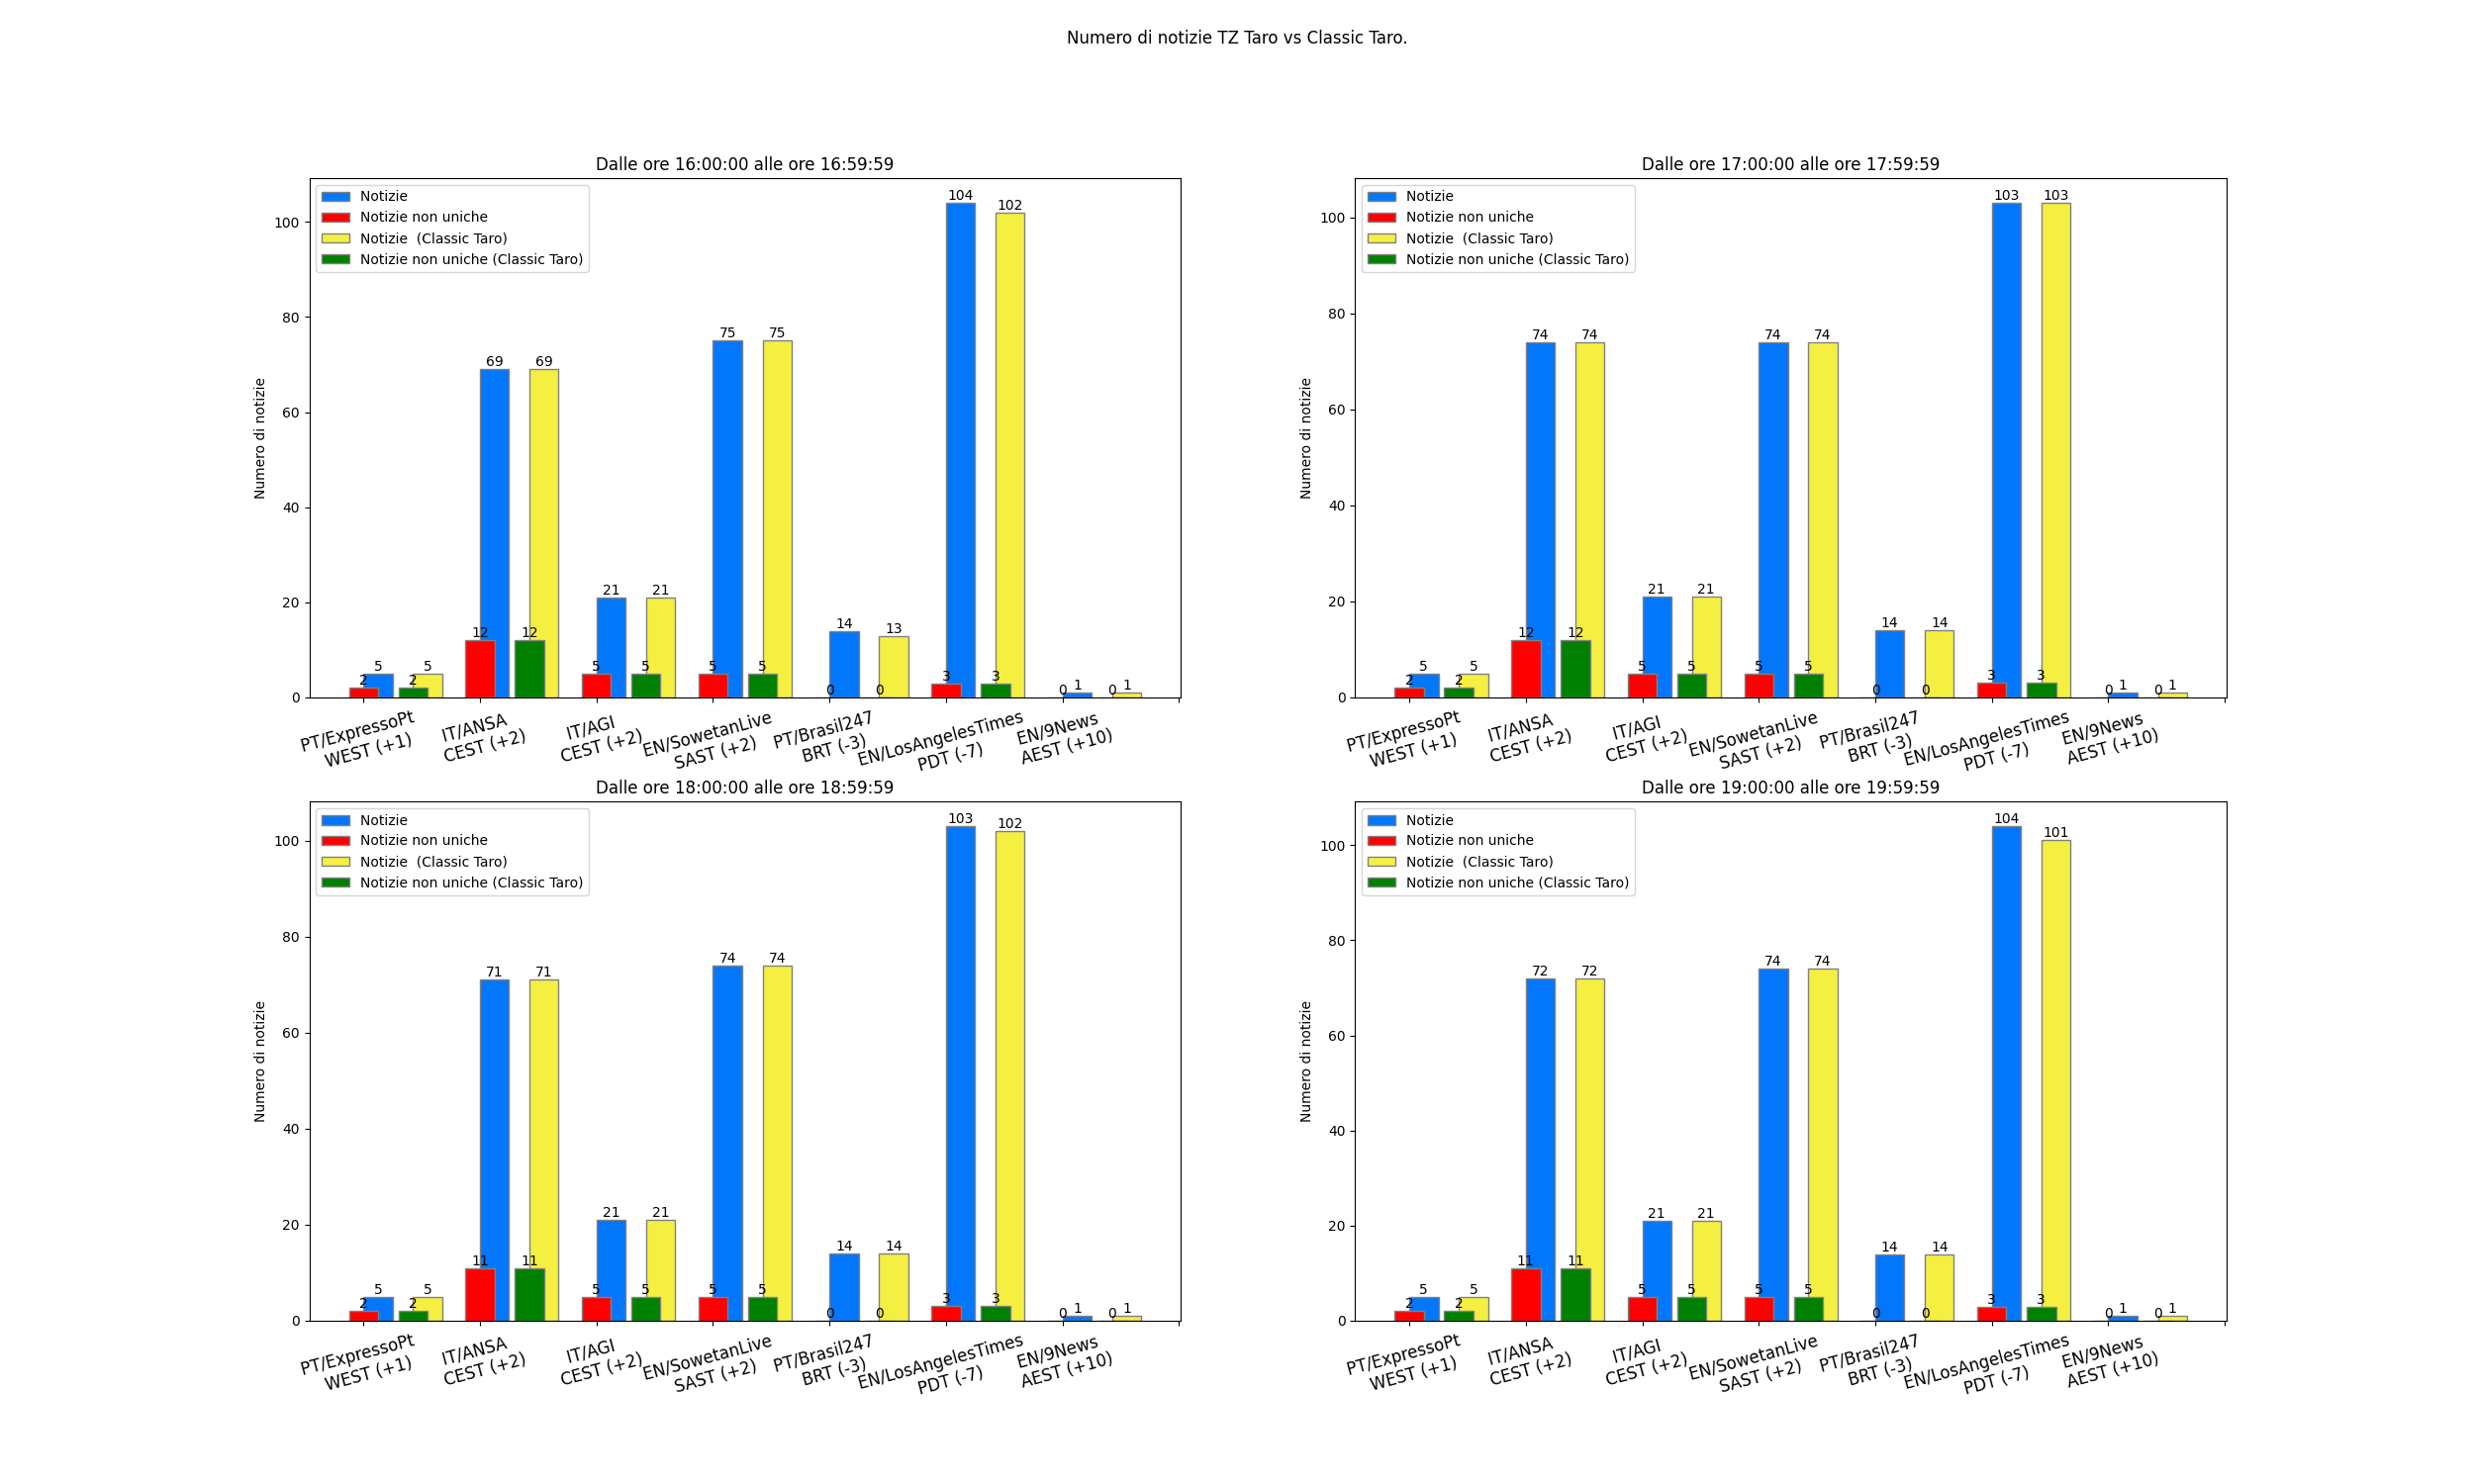 Numero di notizie TZ Taro vs Classic Taro.
Dalle ore 16:00:00 alle ore 16:59:59
Notizie
Notizie non uniche
Notizie  (Classic Taro)
Notizie non uniche (Classic Taro)
Numero di notizie
100
80
60
40
20
0
5 5 69 69 21 21 75 75 14 13 104 102 1 1
2 2 12 12 5 5 5 5 0 0 3 3 0 0
PT/ExpressoPt
WEST (+1)
IT/ANSA
CEST (+2)
IT/AGI
CEST (+2)
EN/SowetanLive
SAST (+2)
PT/Brasil247
BRT (-3)
EN/LosAngelesTimes
PDT (-7)
EN/9News
AEST (+10)
Dalle ore 17:00:00 alle ore 17:59:59
Notizie
Notizie non uniche
Notizie  (Classic Taro)
Notizie non uniche (Classic Taro)
Numero di notizie
100
80
60
40
20
0
5 5 74 74 21 21 74 74 14 14 103 103 1 1
2 2 12 12 5 5 5 5 0 0 3 3 0 0
PT/ExpressoPt
WEST (+1)
IT/ANSA
CEST (+2)
IT/AGI
CEST (+2)
EN/SowetanLive
SAST (+2)
PT/Brasil247
BRT (-3)
EN/LosAngelesTimes
PDT (-7)
EN/9News
AEST (+10)
Dalle ore 18:00:00 alle ore 18:59:59
Notizie
Notizie non uniche
Notizie  (Classic Taro)
Notizie non uniche (Classic Taro)
Numero di notizie
100
80
60
40
20
0
5 5 71 71 21 21 74 74 14 14 103 102 1 1
2 2 11 11 5 5 5 5 0 0 3 3 0 0
PT/ExpressoPt
WEST (+1)
IT/ANSA
CEST (+2)
IT/AGI
CEST (+2)
EN/SowetanLive
SAST (+2)
PT/Brasil247
BRT (-3)
EN/LosAngelesTimes
PDT (-7)
EN/9News
AEST (+10)
Dalle ore 19:00:00 alle ore 19:59:59
Notizie
Notizie non uniche
Notizie  (Classic Taro)
Notizie non uniche (Classic Taro)
Numero di notizie
100
80
60
40
20
0
5 5 72 72 21 21 74 74 14 14 104 101 1 1
2 2 11 11 5 5 5 5 0 0 3 3 0 0
PT/ExpressoPt
WEST (+1)
IT/ANSA
CEST (+2)
IT/AGI
CEST (+2)
EN/SowetanLive
SAST (+2)
PT/Brasil247
BRT (-3)
EN/LosAngelesTimes
PDT (-7)
EN/9News
AEST (+10)